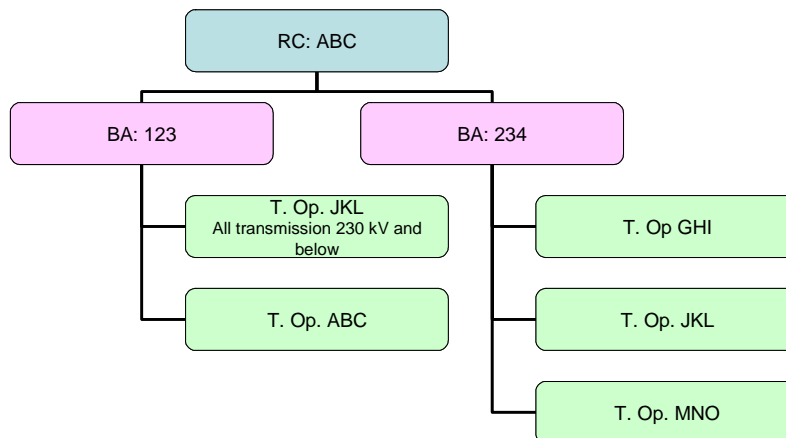 RC: ABC
BA: 123
BA: 234
T. Op. JKL
All transmission 230 kV and
below
T. Op. ABC
T. Op GHI
T. Op. JKL
T. Op. MNO